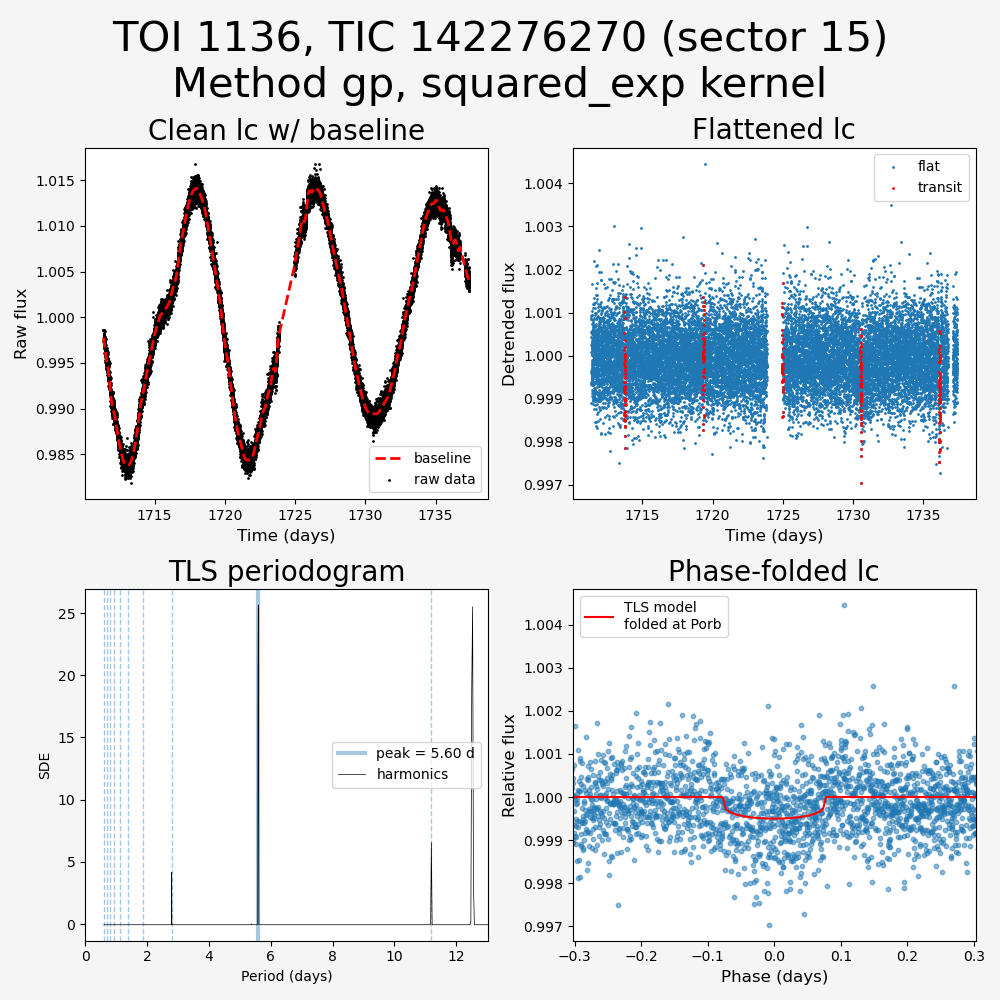 TOI 1136, TIC 142276270 (sector 15)
Method gp, squared_exp kernel
Clean lc w/ baseline
Raw flux
1.015
1.010
1.005
1.000
0.995
0.990
0.985
baseline
raw data
1715
1720
1725
1730
1735
Time (days)
Flattened lc
Detrended flux
1.004
1.003
1.002
1.001
1.000
0.999
0.998
0.997
flat
transit
1715
1720
1725
1730
1735
Time (days)
TLS periodogram
SDE
25
20
15
10
5
0
peak = 5.60 d
harmonics
0
2
4
6
8
10
12
Period (days)
Phase-folded lc
Relative flux
1.004
1.003
1.002
1.001
1.000
0.999
0.998
0.997
TLS model
folded at Porb
−0.3
−0.2
−0.1
0.0
0.1
0.2
0.3
Phase (days)